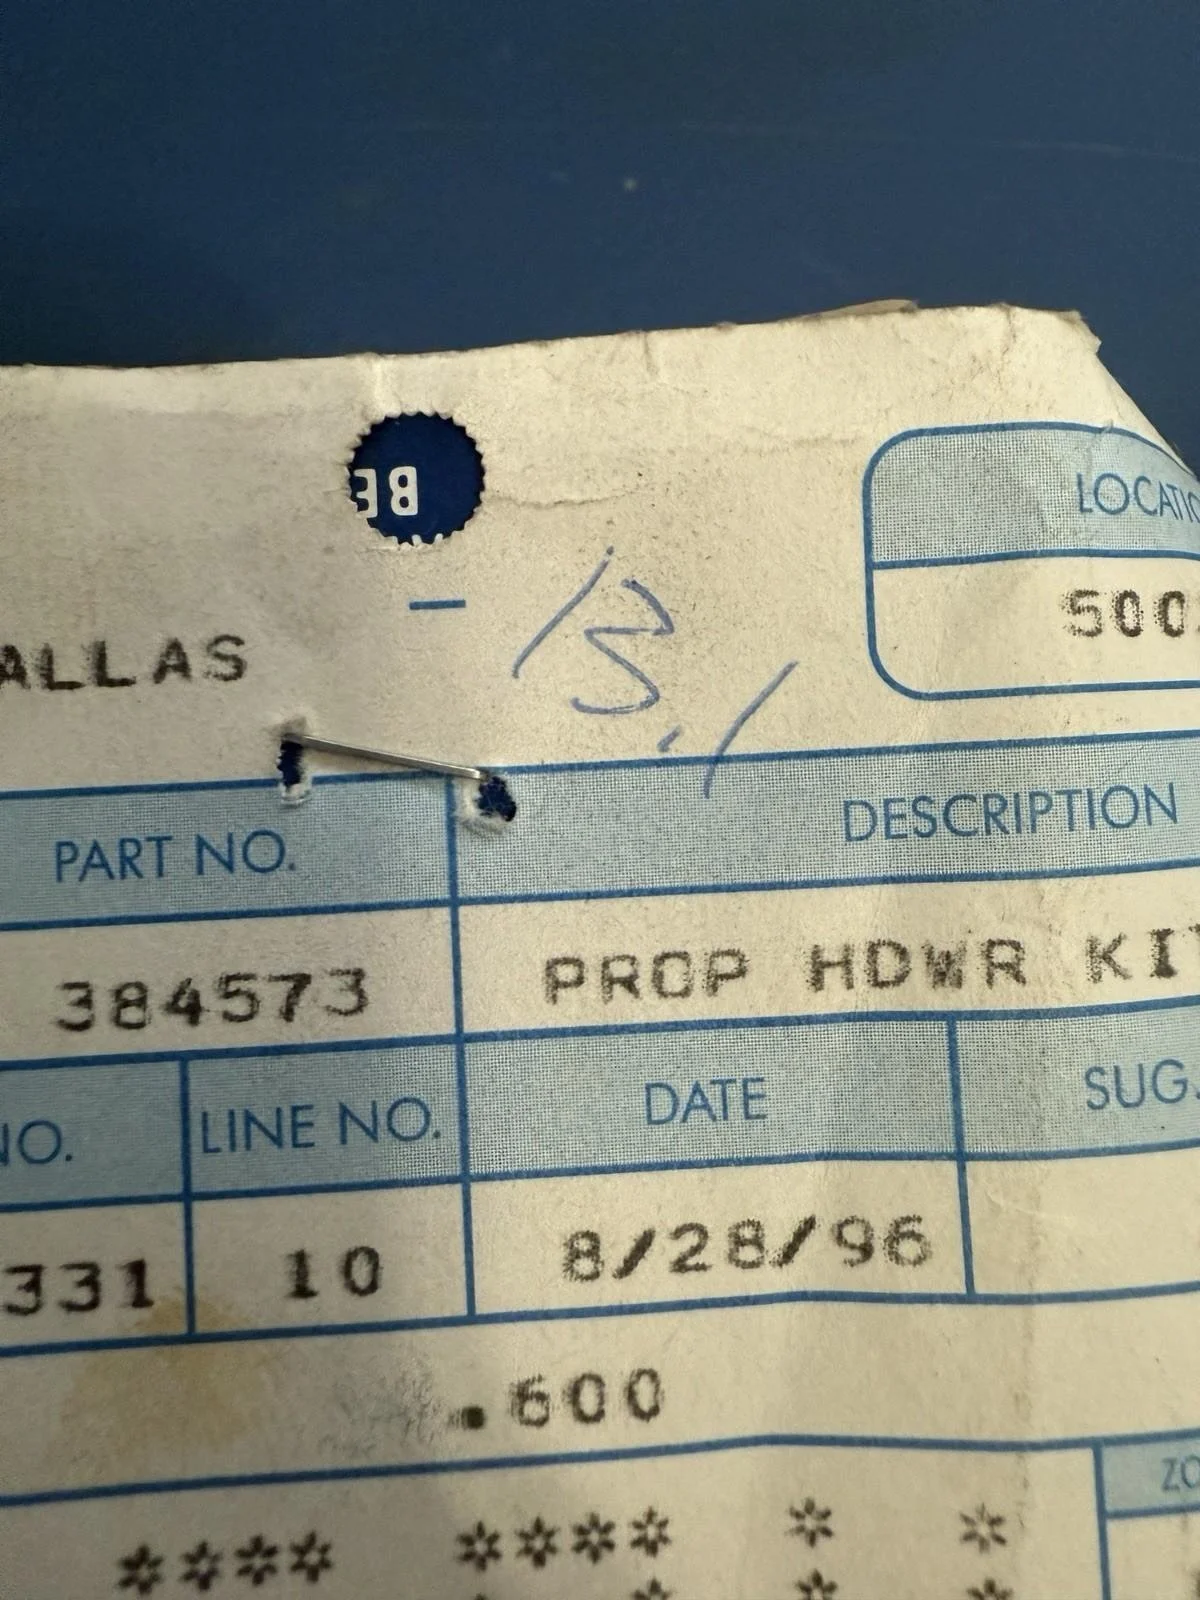 BE
LOCATIO
500.
ALLAS
13.1
PART NO.
DESCRIPTION
384573
PROP HDWR KIT
NO.
LINE NO.
DATE
SUG.
331
10
8/28/96
.600
ZO
**** **** * *
* * *